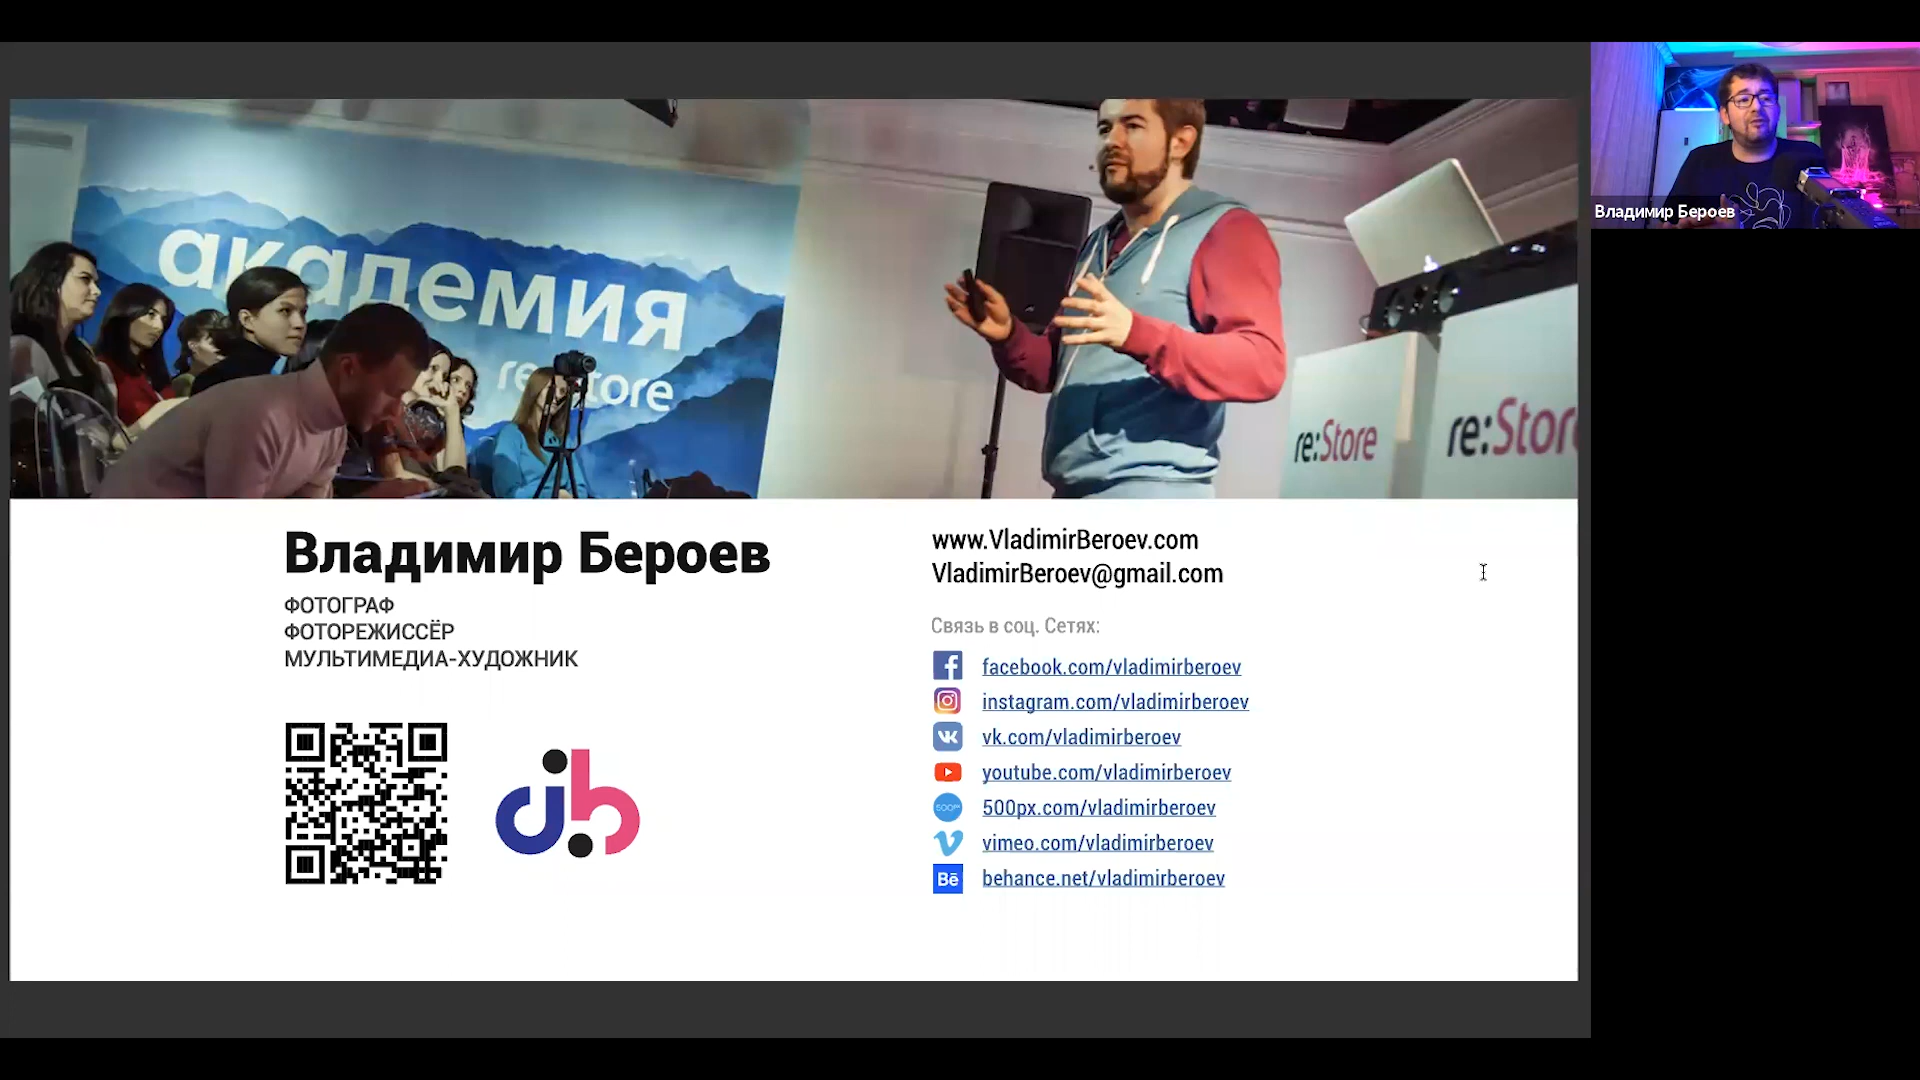 академия
re:Store
re:Store
re:Store
Владимир Бероев
Владимир Бероев
ФОТОГРАФ
ФОТОРЕЖИССЁР
МУЛЬТИМЕДИА-ХУДОЖНИК
www.VladimirBeroev.com
VladimirBeroev@gmail.com
Связь в соц. Сетях:
facebook.com/vladimirberoev
instagram.com/vladimirberoev
vk.com/vladimirberoev
youtube.com/vladimirberoev
500px.com/vladimirberoev
vimeo.com/vladimirberoev
Bē behance.net/vladimirberoev